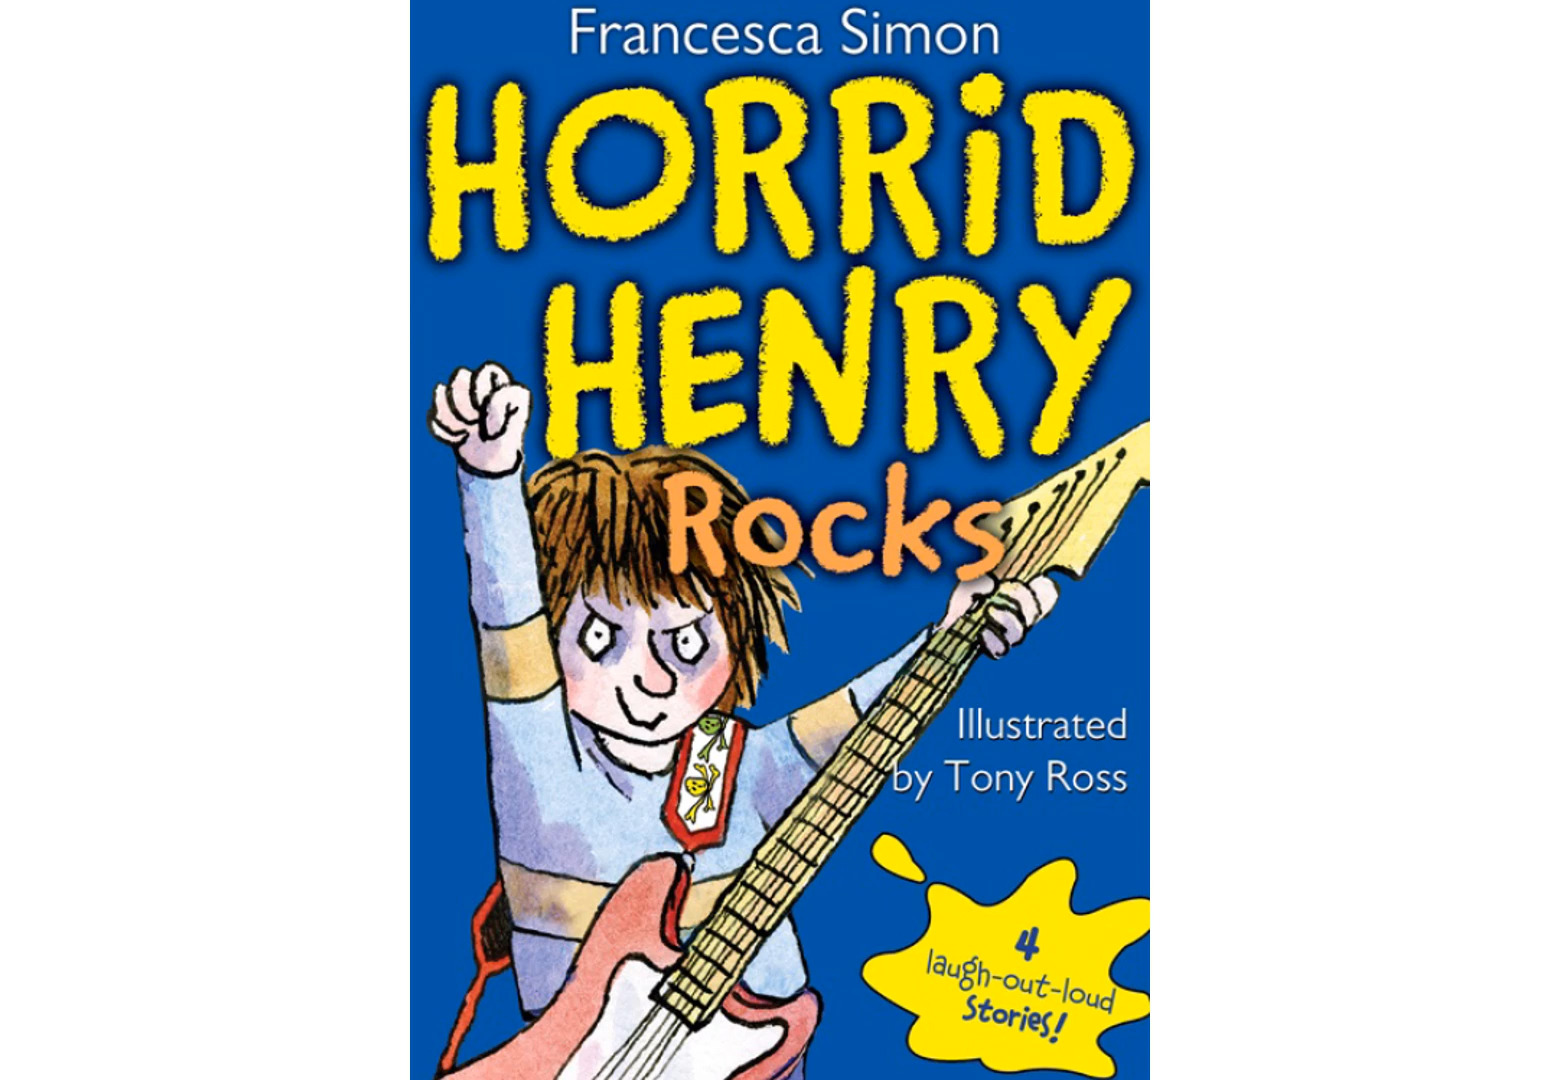 Francesca Simon
HORRiD
HENRY
Rocks
Illustrated
by Tony Ross
4
laugh-out-loud
Stories!